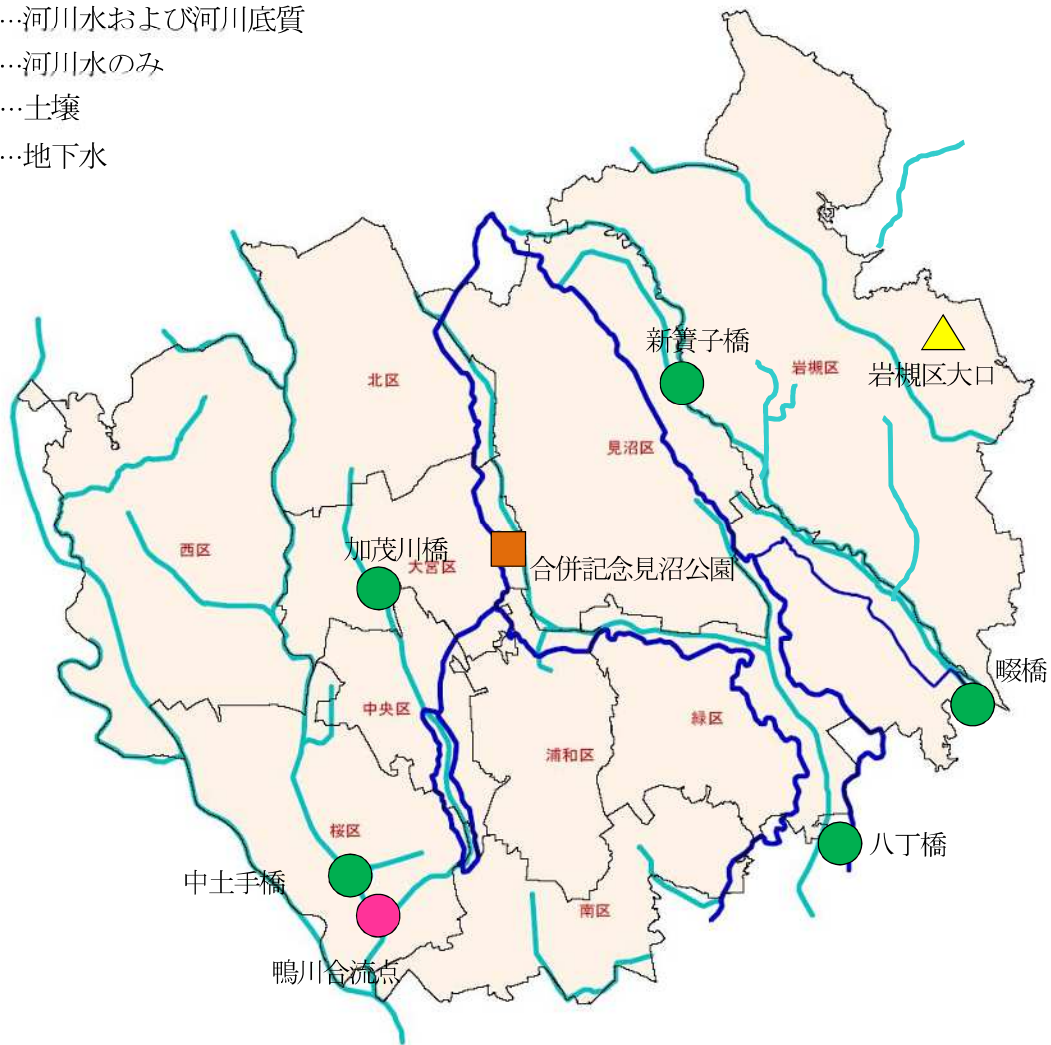 …河川水および河川底質
…河川水のみ
…土壌
…地下水
新簀子橋
岩槻区
岩槻区大口
北区
見沼区
加茂川橋
西区
大宮区
合併記念見沼公園
畷橋
中央区
緑区
浦和区
桜区
八丁橋
中土手橋
南区
鴨川合流点